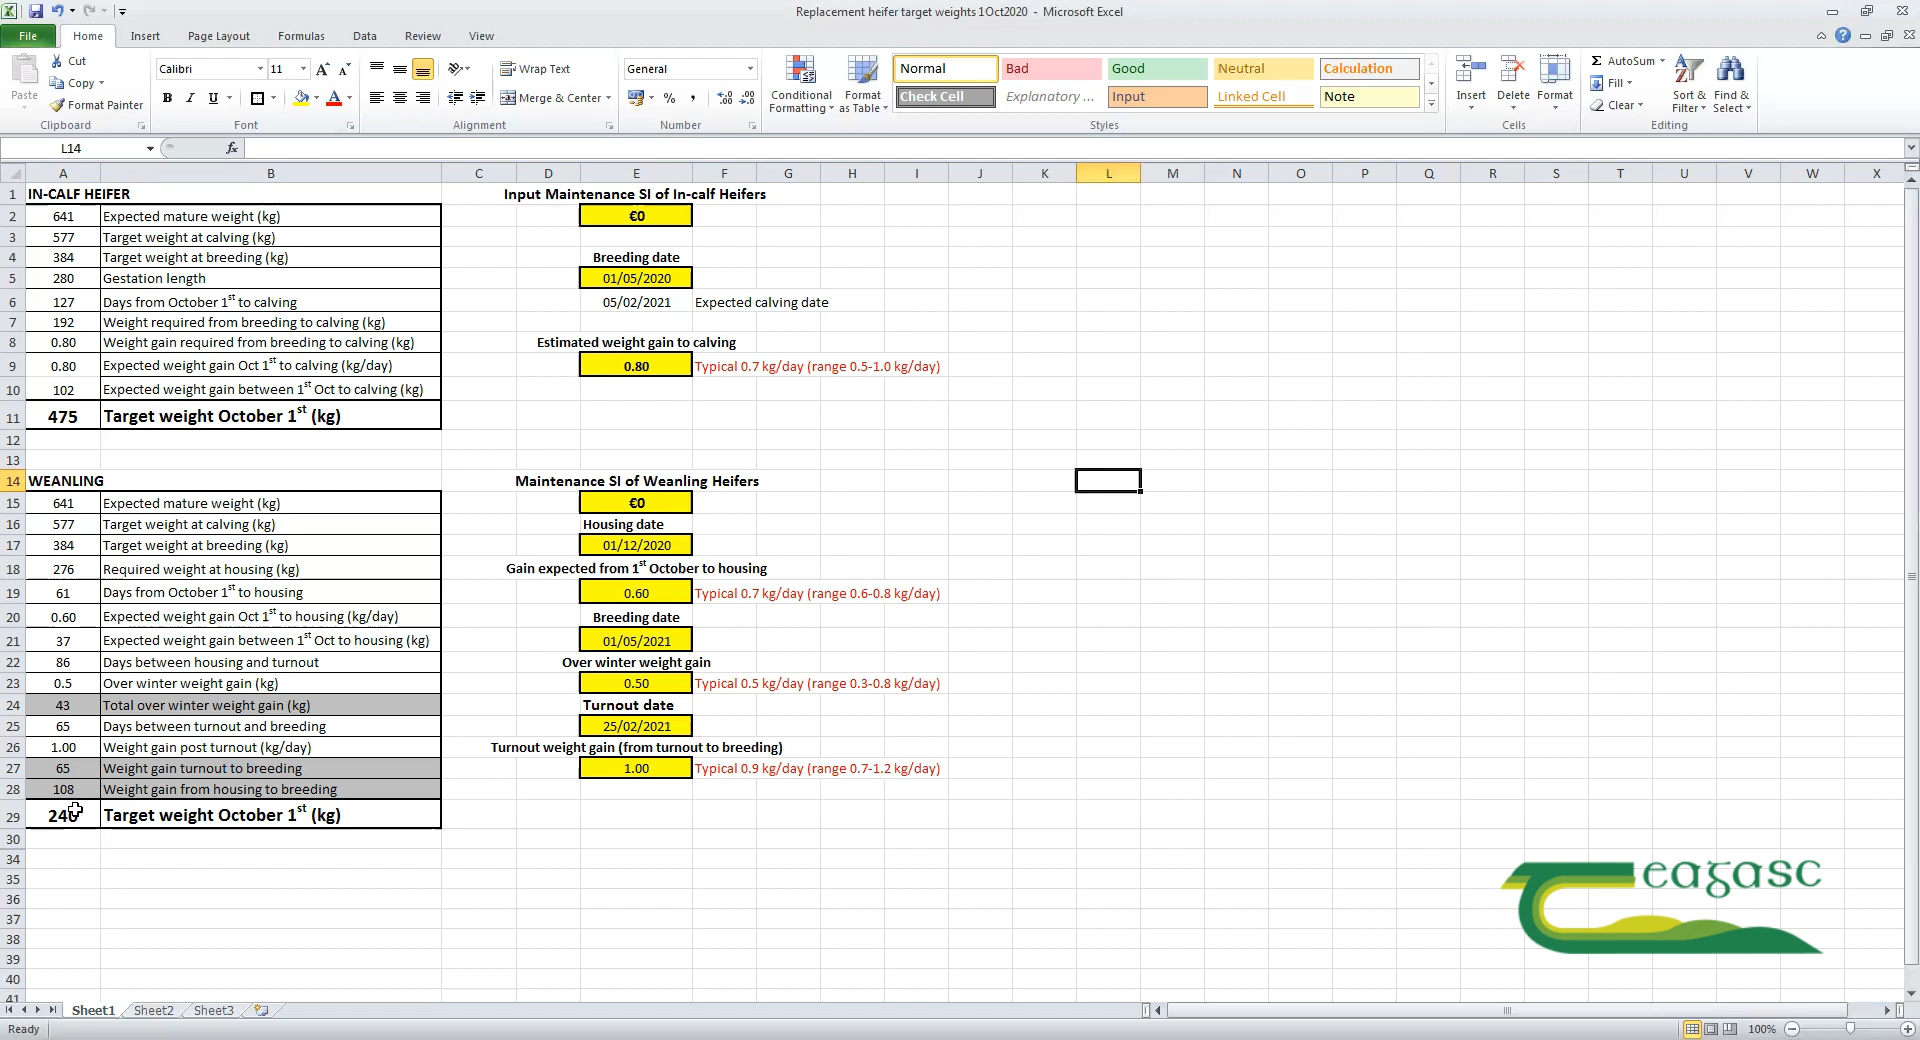 Replacement heifer target weights 1Oct2020 - Microsoft Excel
File Home Insert Page Layout Formulas Data Review View
Paste Cut Copy Format Painter Clipboard
Calibri 11 B I U Font
Wrap Text Merge & Center Alignment
General % , Number
Conditional Formatting Format as Table
Normal Bad Good Neutral Calculation
Check Cell Explanatory ... Input Linked Cell Note
Styles
Insert Delete Format Cells
Σ AutoSum Fill Clear Sort & Filter Find & Select Editing
L14 fx
A B C D E F G H I J K L M N O P Q R S T U V W X
1 IN-CALF HEIFER Input Maintenance SI of In-calf Heifers
2 641 Expected mature weight (kg) €0
3 577 Target weight at calving (kg)
4 384 Target weight at breeding (kg) Breeding date
5 280 Gestation length 01/05/2020
6 127 Days from October 1st to calving 05/02/2021 Expected calving date
7 192 Weight required from breeding to calving (kg)
8 0.80 Weight gain required from breeding to calving (kg) Estimated weight gain to calving
9 0.80 Expected weight gain Oct 1st to calving (kg/day) 0.80 Typical 0.7 kg/day (range 0.5-1.0 kg/day)
10 102 Expected weight gain between 1st Oct to calving (kg)
11 475 Target weight October 1st (kg)
12
13
14 WEANLING Maintenance SI of Weanling Heifers
15 641 Expected mature weight (kg) €0
16 577 Target weight at calving (kg) Housing date
17 384 Target weight at breeding (kg) 01/12/2020
18 276 Required weight at housing (kg) Gain expected from 1st October to housing
19 61 Days from October 1st to housing 0.60 Typical 0.7 kg/day (range 0.6-0.8 kg/day)
20 0.60 Expected weight gain Oct 1st to housing (kg/day) Breeding date
21 37 Expected weight gain between 1st Oct to housing (kg) 01/05/2021
22 86 Days between housing and turnout Over winter weight gain
23 0.5 Over winter weight gain (kg) 0.50 Typical 0.5 kg/day (range 0.3-0.8 kg/day)
24 43 Total over winter weight gain (kg) Turnout date
25 65 Days between turnout and breeding 25/02/2021
26 1.00 Weight gain post turnout (kg/day) Turnout weight gain (from turnout to breeding)
27 65 Weight gain turnout to breeding 1.00 Typical 0.9 kg/day (range 0.7-1.2 kg/day)
28 108 Weight gain from housing to breeding
29 Target weight October 1st (kg)
30
34
35
36
37
38
39
40
41
eagasc
Sheet1 Sheet2 Sheet3
Ready 100%